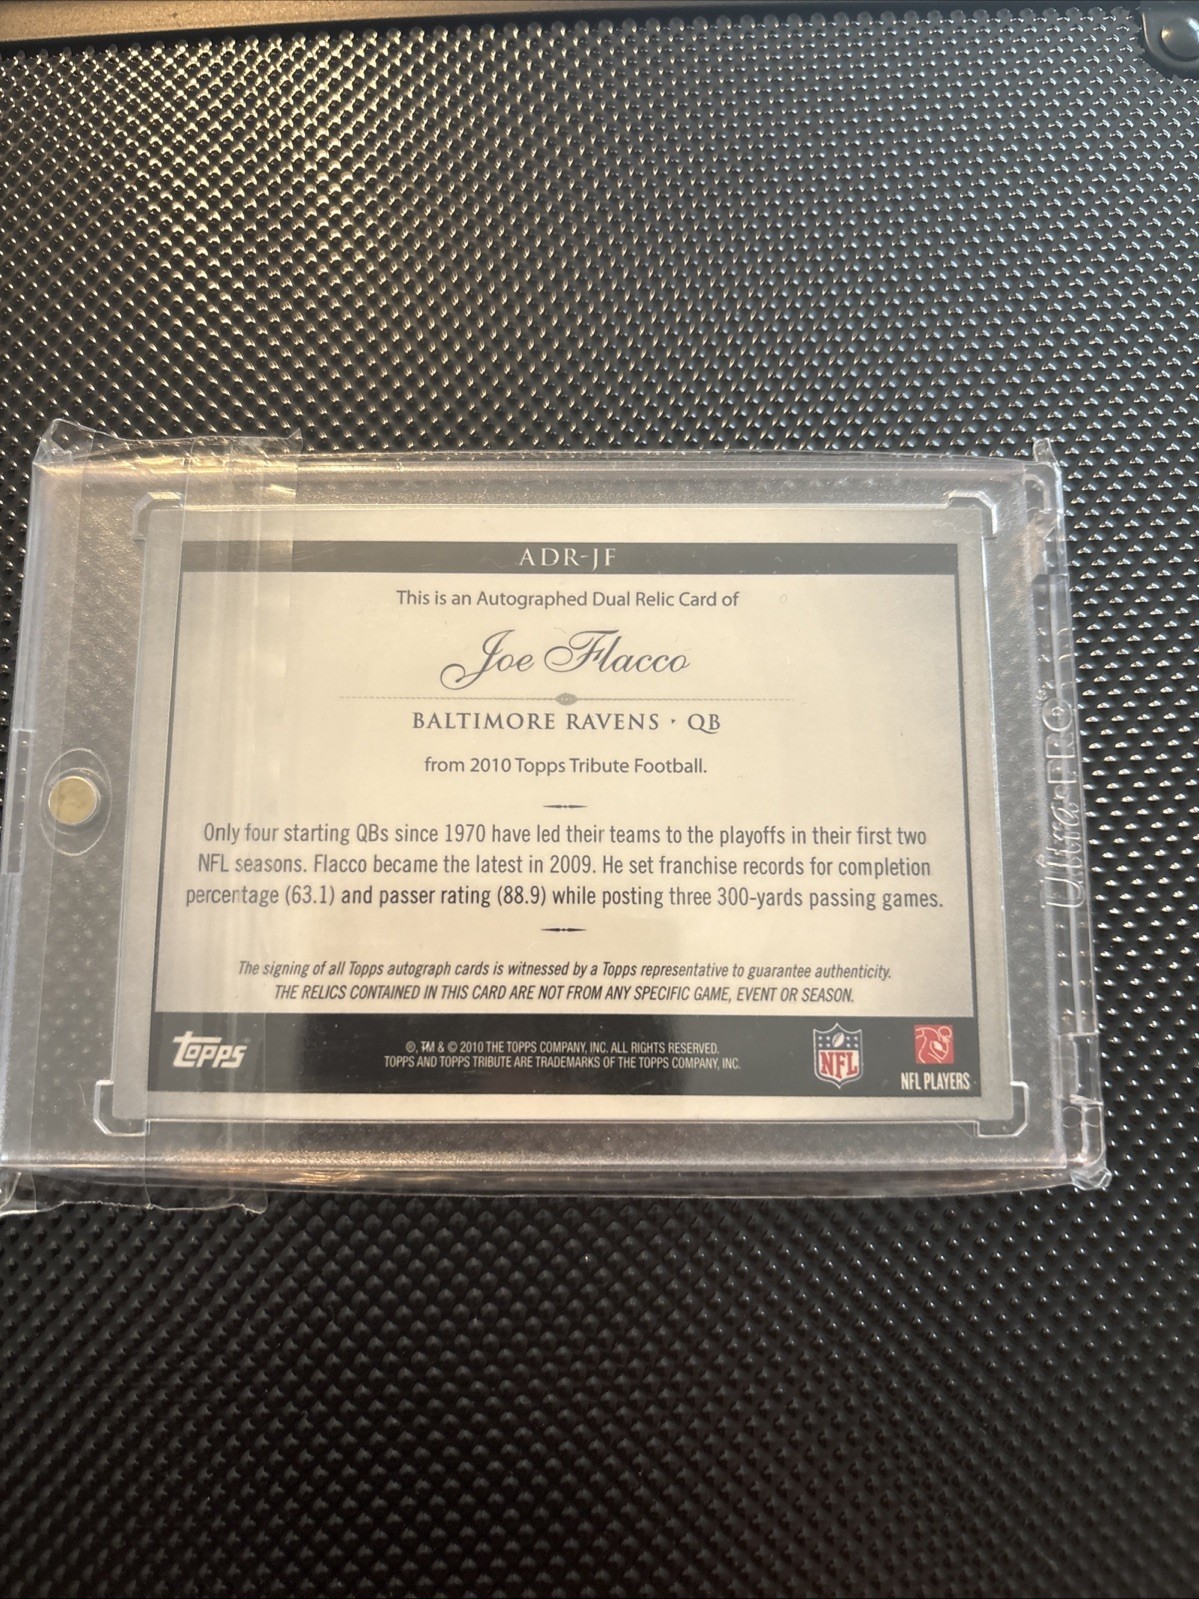 ADR-JF
This is an Autographed Dual Relic Card of
Joe Flacco
BALTIMORE RAVENS · QB
from 2010 Topps Tribute Football.
Only four starting QBs since 1970 have led their teams to the playoffs in their first two
NFL seasons. Flacco became the latest in 2009. He set franchise records for completion
percentage (63.1) and passer rating (88.9) while posting three 300-yards passing games.
The signing of all Topps autograph cards is witnessed by a Topps representative to guarantee authenticity.
THE RELICS CONTAINED IN THIS CARD ARE NOT FROM ANY SPECIFIC GAME, EVENT OR SEASON.
Topps
®, TM & © 2010 THE TOPPS COMPANY, INC. ALL RIGHTS RESERVED.
TOPPS AND TOPPS TRIBUTE ARE TRADEMARKS OF THE TOPPS COMPANY, INC.
NFL
NFL PLAYERS
Ultra·PRO®